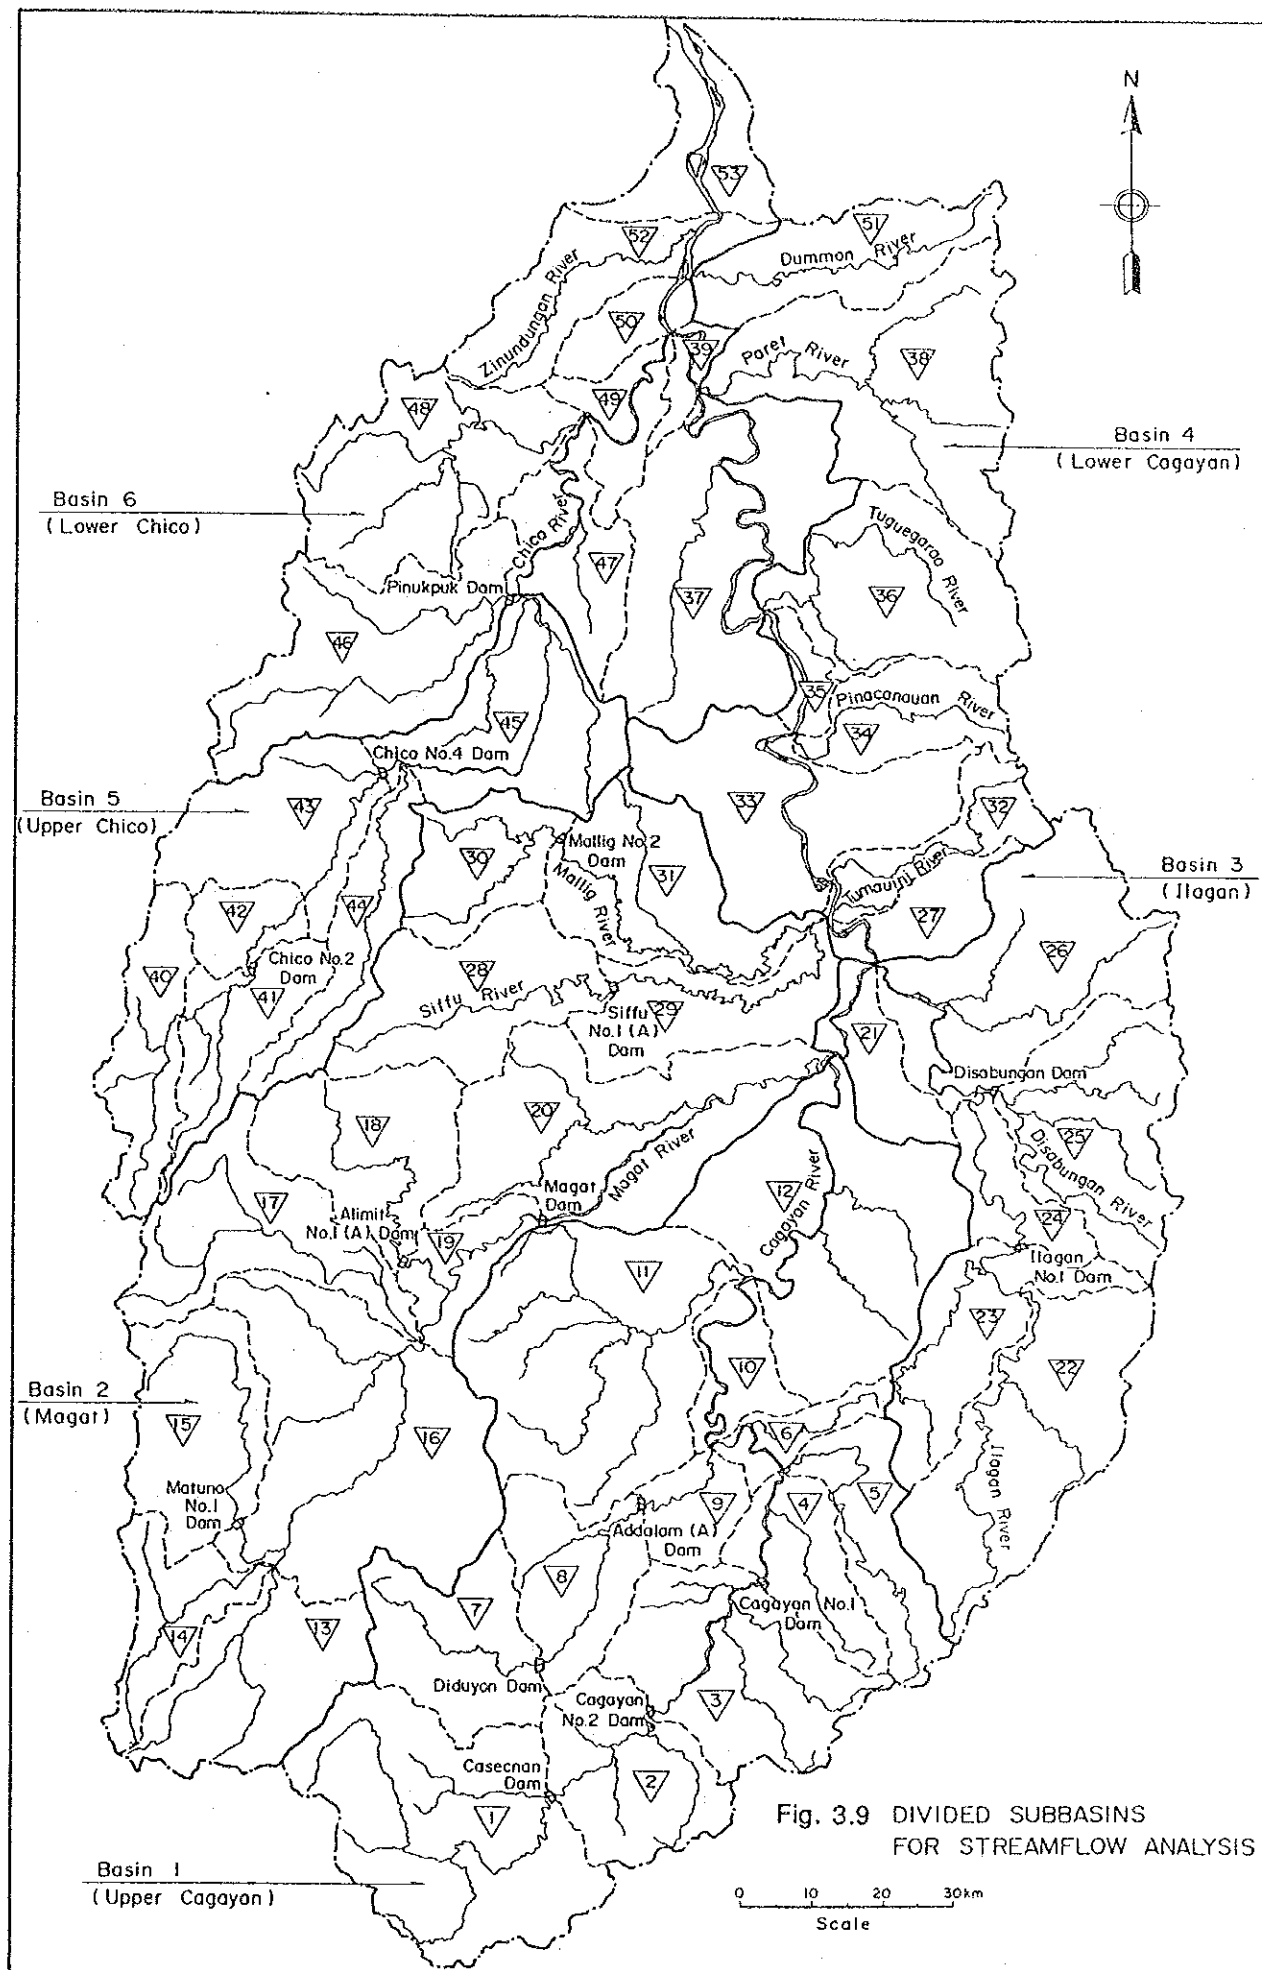 N
53
52
51
Dummon River
Zinundungan River
50
39
Paret River
38
48
49
Basin 4
(Lower Cagayan)
Basin 6
(Lower Chico)
Chico River
Tuguegarao River
47
Pinukpuk Dam
37
36
46
35
Pinacanauan River
45
34
Chico No.4 Dam
Basin 5
(Upper Chico)
43
33
32
Mallig No.2
Dam
30
31
Mallig River
Tumauini River
Basin 3
(Ilagan)
42
44
27
Chico No.2
Dam
40
41
28
26
Siffu River
29
Siffu
No.1 (A)
Dam
21
Disabungan Dam
18
20
25
Disabungan River
Magat River
17
Magat
Dam
12
Cagayan River
Alimit
No.1 (A) Dam
19
24
Ilagan
No.1 Dam
11
23
22
10
Basin 2
(Magat)
15
16
6
Ilagan River
Matuno
No.1
Dam
9
4
5
Addalam (A)
Dam
8
7
Cagayan No.1
Dam
14
13
Diduyon Dam
Cagayan
No.2 Dam
3
Casecnan
Dam
2
1
Fig. 3.9 DIVIDED SUBBASINS
FOR STREAMFLOW ANALYSIS
Basin 1
(Upper Cagayan)
0 10 20 30km
Scale